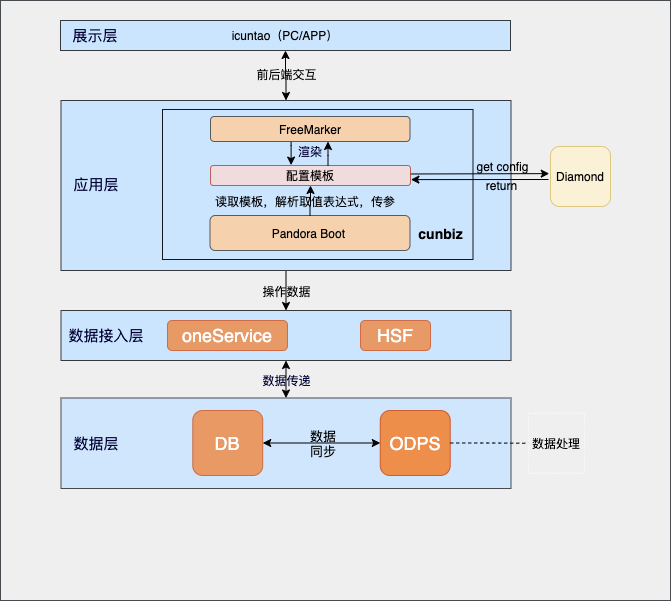 展示层
icuntao（PC/APP）
前后端交互
应用层
FreeMarker
渲染
配置模板
get config
return
Diamond
读取模板，解析取值表达式，传参
Pandora Boot
cunbiz
操作数据
数据接入层
oneService
HSF
数据传递
数据层
DB
数据
同步
ODPS
数据处理